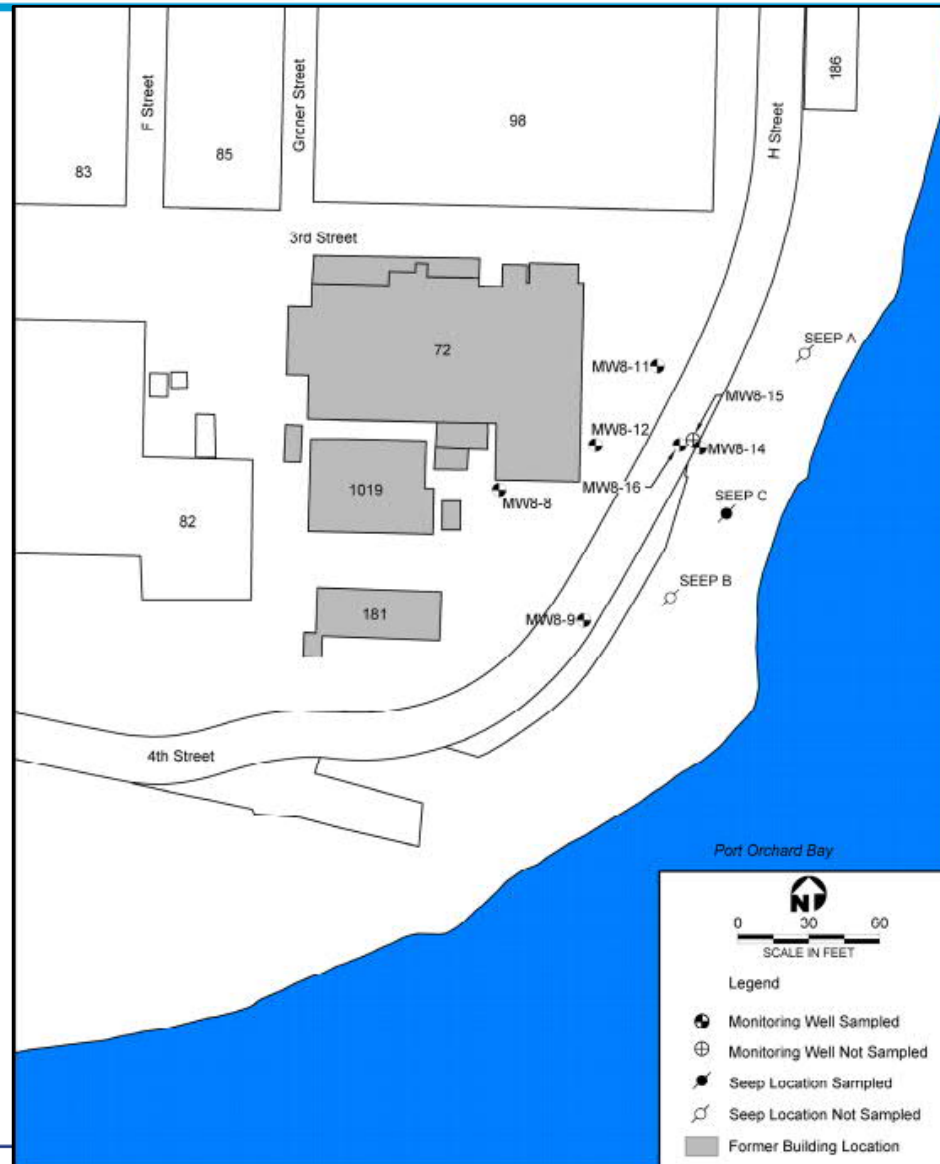 186
F Street
Grcner Street
H Street
98
85
83
3rd Street
SEEP A
72
MW8-11
MW8-15
MW8-12
MW8-14
MW8-16
1019
SEEP C
MW8-8
82
SEEP B
181
MW8-9
4th Street
Port Orchard Bay
N
0 30 60
SCALE IN FEET
Legend
Monitoring Well Sampled
Monitoring Well Not Sampled
Seep Location Sampled
Seep Location Not Sampled
Former Building Location